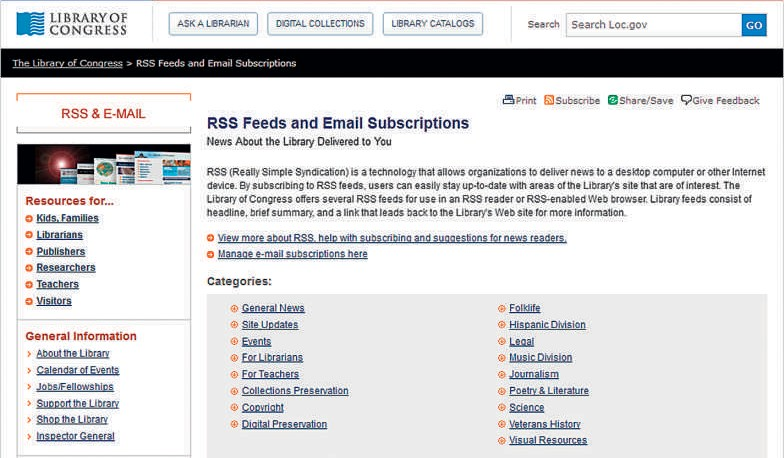 LIBRARY OF
CONGRESS
ASK A LIBRARIAN
DIGITAL COLLECTIONS
LIBRARY CATALOGS
Search
Search Loc.gov
GO
The Library of Congress > RSS Feeds and Email Subscriptions
Print
Subscribe
Share/Save
Give Feedback
RSS & E-MAIL
Resources for...
Kids, Families
Librarians
Publishers
Researchers
Teachers
Visitors
General Information
About the Library
Calendar of Events
Jobs/Fellowships
Support the Library
Shop the Library
Inspector General
RSS Feeds and Email Subscriptions
News About the Library Delivered to You
RSS (Really Simple Syndication) is a technology that allows organizations to deliver news to a desktop computer or other Internet
device. By subscribing to RSS feeds, users can easily stay up-to-date with areas of the Library's site that are of interest. The
Library of Congress offers several RSS feeds for use in an RSS reader or RSS-enabled Web browser. Library feeds consist of
headline, brief summary, and a link that leads back to the Library's Web site for more information.
View more about RSS, help with subscribing and suggestions for news readers.
Manage e-mail subscriptions here
Categories:
General News
Site Updates
Events
For Librarians
For Teachers
Collections Preservation
Copyright
Digital Preservation
Folklife
Hispanic Division
Legal
Music Division
Journalism
Poetry & Literature
Science
Veterans History
Visual Resources